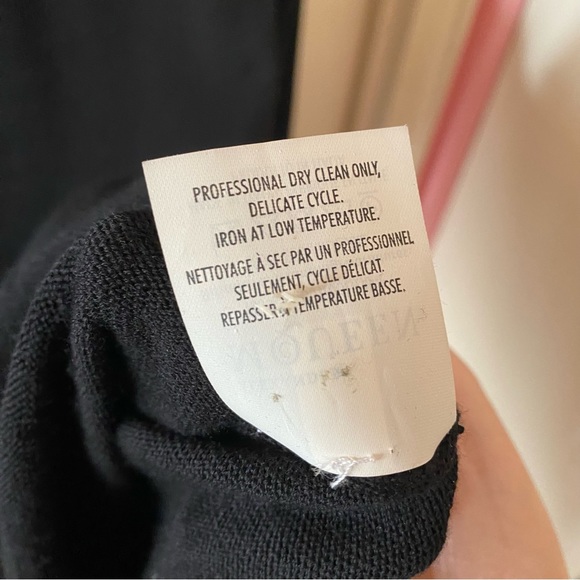 PROFESSIONAL DRY CLEAN ONLY,
DELICATE CYCLE.
IRON AT LOW TEMPERATURE.
NETTOYAGE À SEC PAR UN PROFESSIONNEL
SEULEMENT, CYCLE DÉLICAT.
REPASSER À TEMPERATURE BASSE.
MCQUEEN